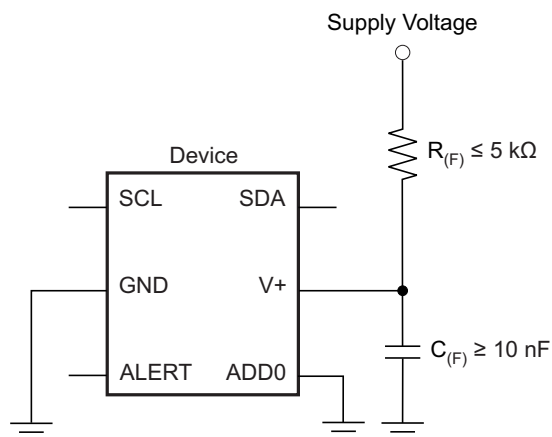 Supply Voltage
R(F) ≤ 5 kΩ
Device
SCL SDA
GND V+
C(F) ≥ 10 nF
ALERT ADD0